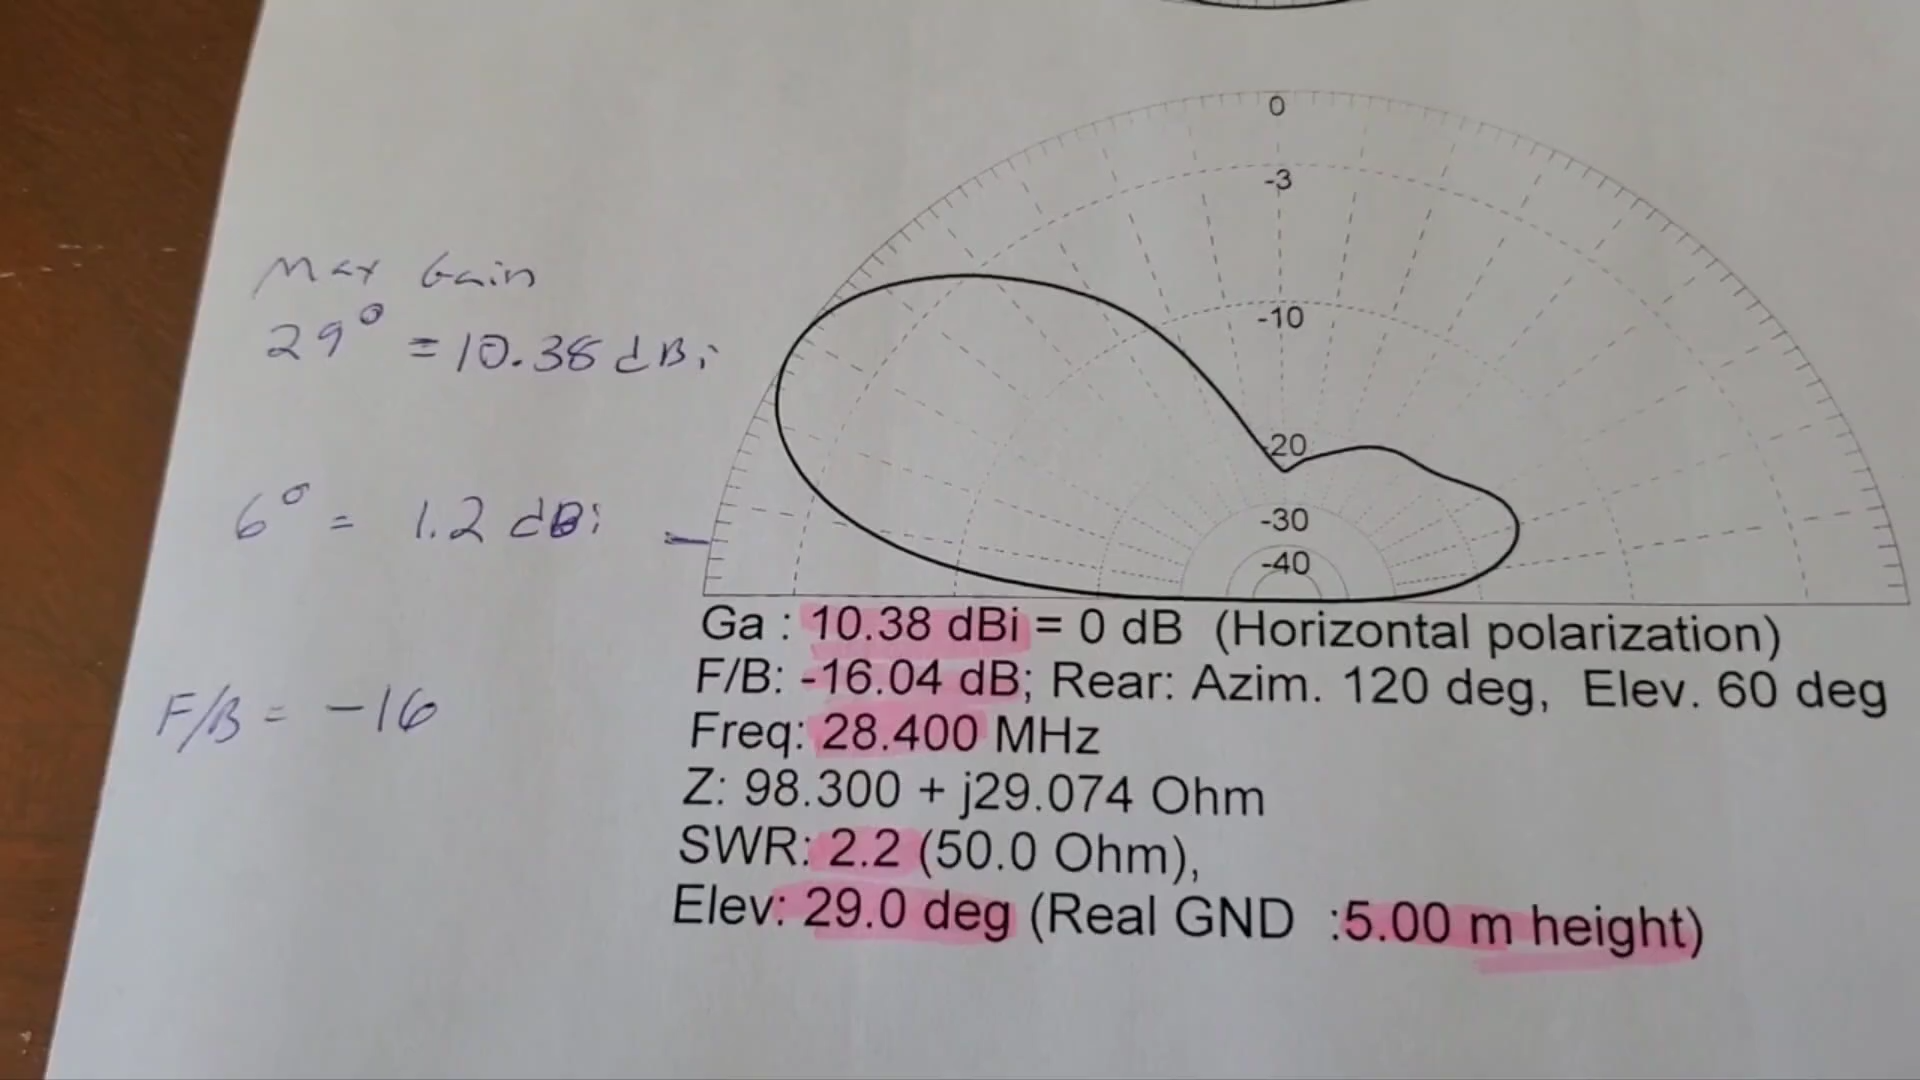 0
-3
-10
-20
-30
-40
Max Gain
29° = 10.38 dBi
6° = 1.2 dBi
F/B = -16
Ga : 10.38 dBi = 0 dB (Horizontal polarization)
F/B: -16.04 dB; Rear: Azim. 120 deg, Elev. 60 deg
Freq: 28.400 MHz
Z: 98.300 + j29.074 Ohm
SWR: 2.2 (50.0 Ohm),
Elev: 29.0 deg (Real GND :5.00 m height)